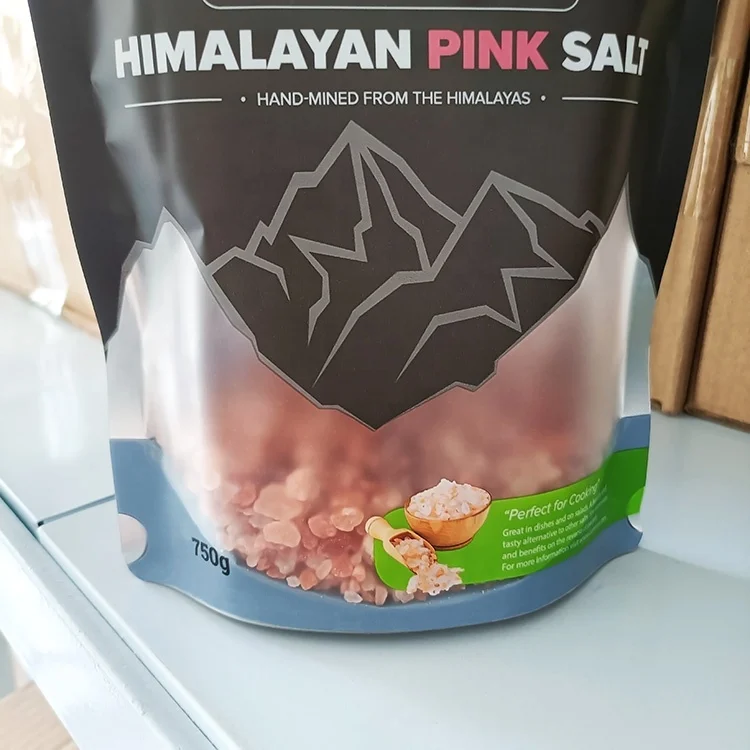 HIMALAYAN PINK SALT
• HAND-MINED FROM THE HIMALAYAS •
750g
"Perfect for Cooking"
Great in dishes and on salads.
tasty alternative to other
and benefits on the
For more information